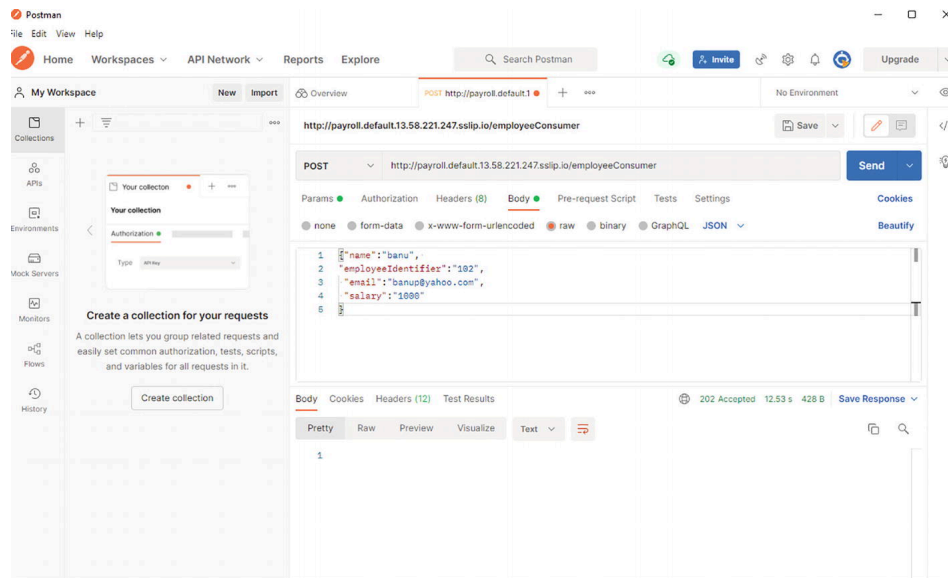 Postman
File Edit View Help
Home Workspaces API Network Reports Explore Search Postman Invite Upgrade
My Workspace New Import Overview POST http://payroll.default.1 No Environment
Collections
APIs
Environments
Mock Servers
Monitors
Flows
History
Your collecton
Your collection
Authorization
Type API Key
Create a collection for your requests
A collection lets you group related requests and
easily set common authorization, tests, scripts,
and variables for all requests in it.
Create collection
http://payroll.default.13.58.221.247.sslip.io/employeeConsumer Save
POST http://payroll.default.13.58.221.247.sslip.io/employeeConsumer Send
Params Authorization Headers (8) Body Pre-request Script Tests Settings Cookies
none form-data x-www-form-urlencoded raw binary GraphQL JSON Beautify
1 {"name":"banu",
2 "employeeIdentifier":"102",
3 "email":"banup@yahoo.com",
4 "salary":"1000"
5 }
Body Cookies Headers (12) Test Results 202 Accepted 12.53 s 428 B Save Response
Pretty Raw Preview Visualize Text
1